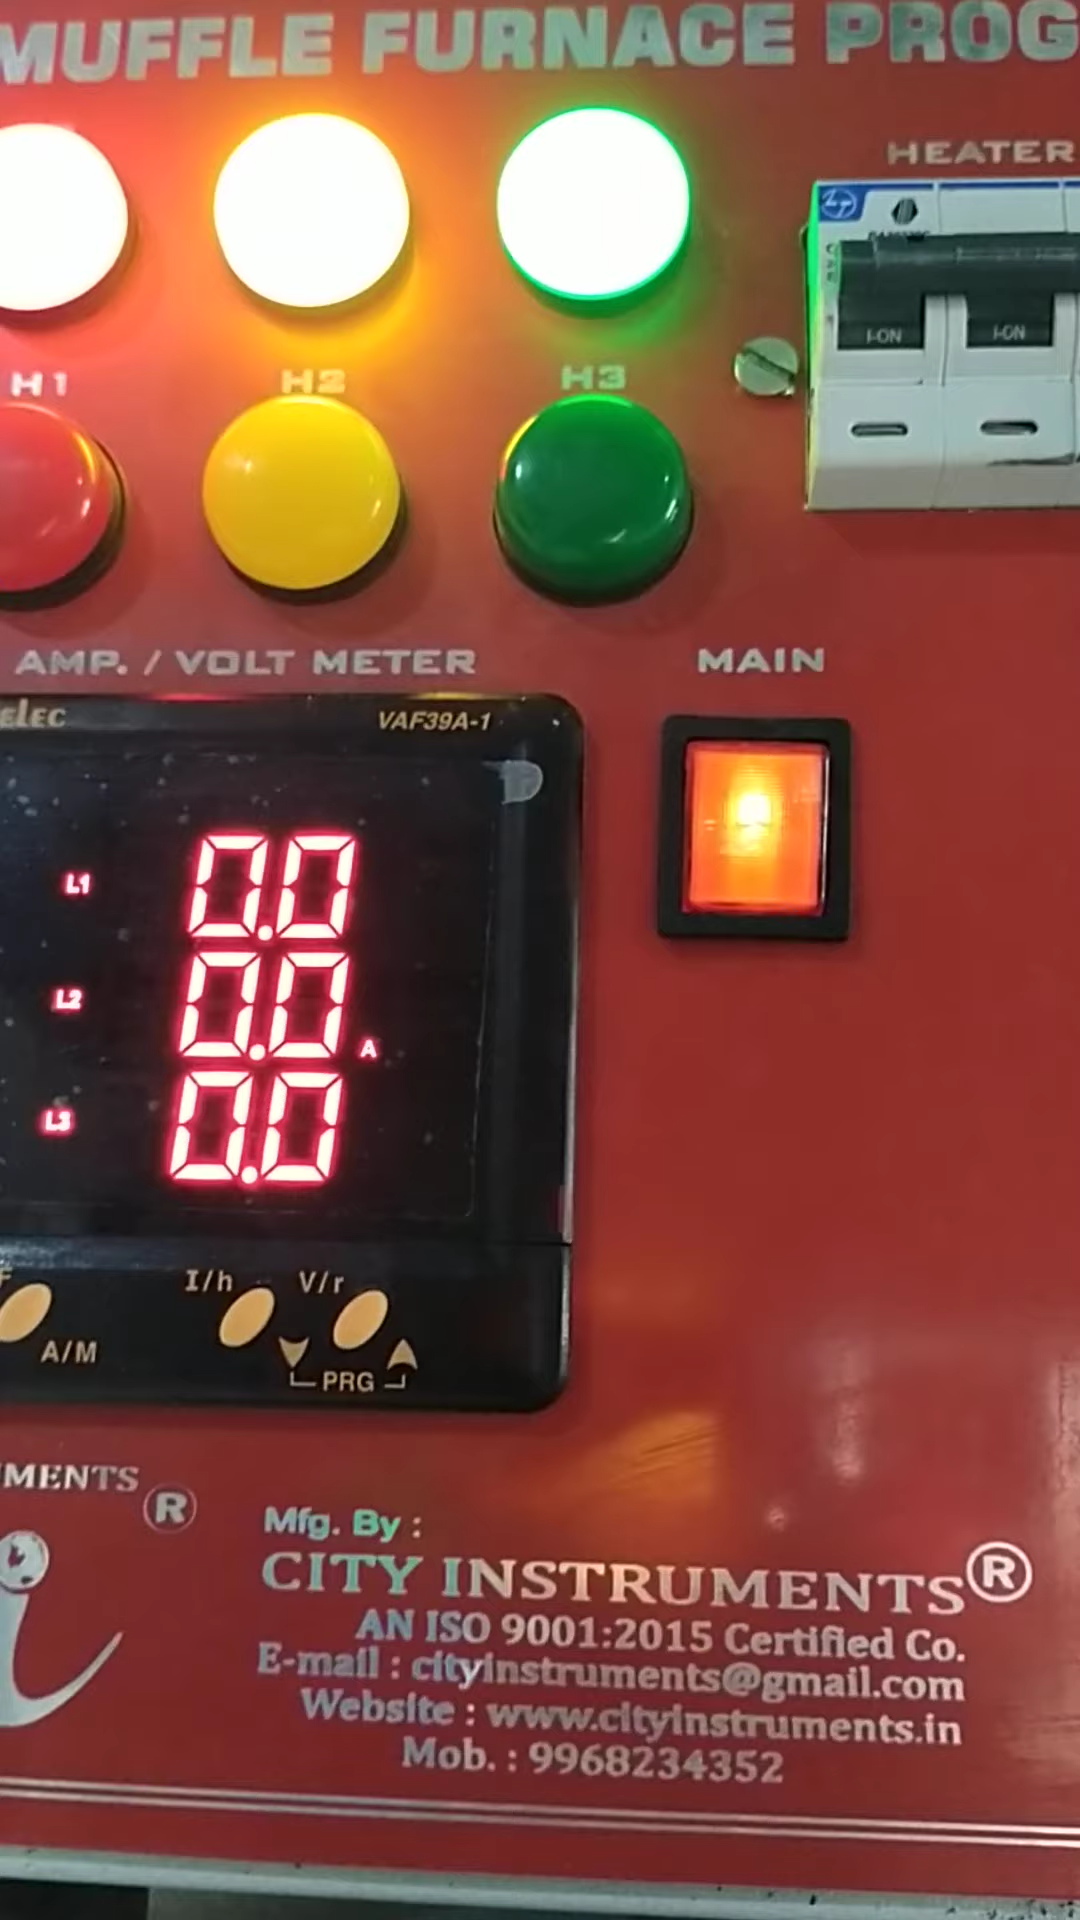 MUFFLE FURNACE PROG
HEATER
I-ON I-ON
H1 H2 H3
AMP. / VOLT METER
MAIN
elec VAF39A-1
L1 0.0
L2 0.0 A
L3 0.0
I/h V/r
A/M
PRG
UMENTS ®
Mfg. By :
CITY INSTRUMENTS®
AN ISO 9001:2015 Certified Co.
E-mail : cityinstruments@gmail.com
Website : www.cityinstruments.in
Mob. : 9968234352